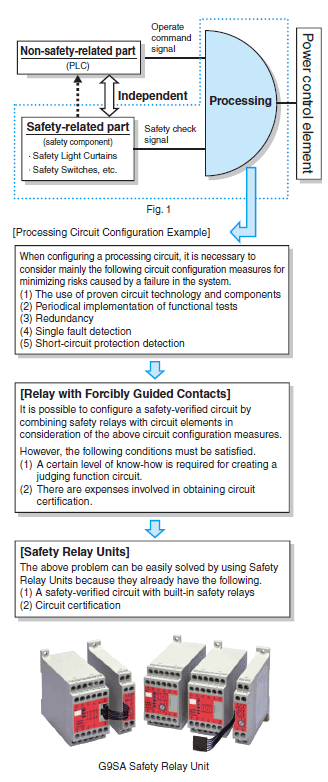 Operate
command
signal
Non-safety-related part
(PLC)
Independent
Processing
Power control element
Safety-related part
(safety component)
· Safety Light Curtains
· Safety Switches, etc.
Safety check
signal
Fig. 1
[Processing Circuit Configuration Example]
When configuring a processing circuit, it is necessary to
consider mainly the following circuit configuration measures for
minimizing risks caused by a failure in the system.
(1) The use of proven circuit technology and components
(2) Periodical implementation of functional tests
(3) Redundancy
(4) Single fault detection
(5) Short-circuit protection detection
[Relay with Forcibly Guided Contacts]
It is possible to configure a safety-verified circuit by
combining safety relays with circuit elements in
consideration of the above circuit configuration measures.
However, the following conditions must be satisfied.
(1) A certain level of know-how is required for creating a
judging function circuit.
(2) There are expenses involved in obtaining circuit
certification.
[Safety Relay Units]
The above problem can be easily solved by using Safety
Relay Units because they already have the following.
(1) A safety-verified circuit with built-in safety relays
(2) Circuit certification
G9SA Safety Relay Unit